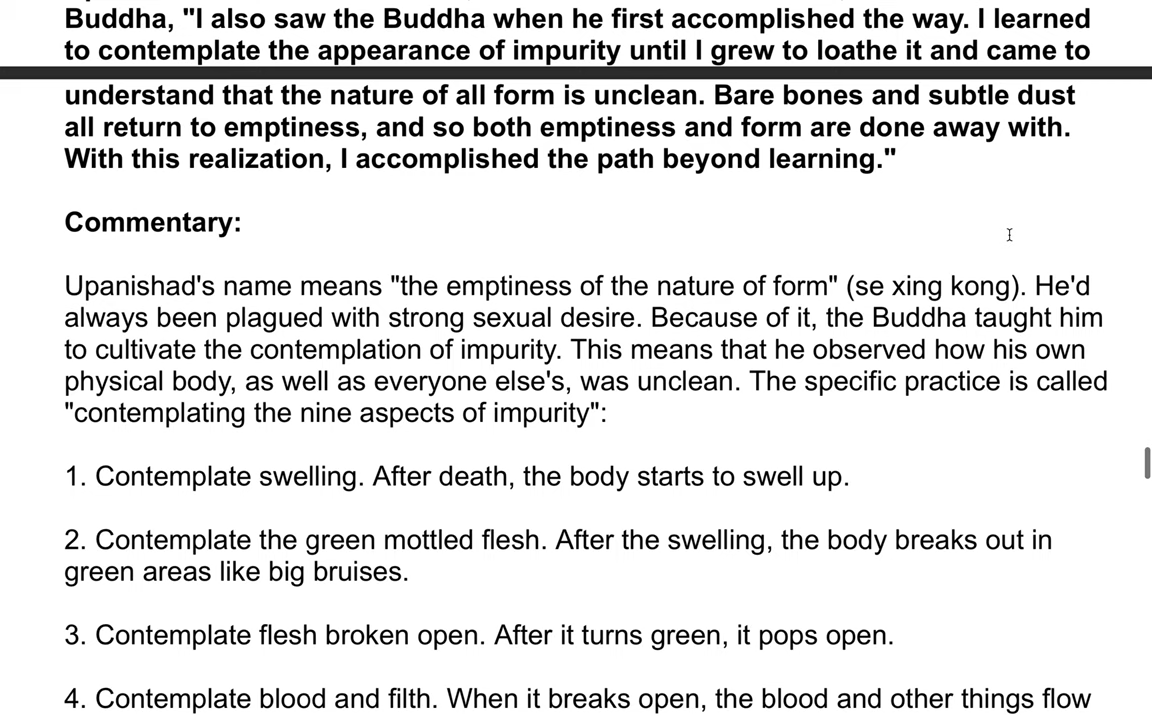 Buddha, "I also saw the Buddha when he first accomplished the way. I learned
to contemplate the appearance of impurity until I grew to loathe it and came to
understand that the nature of all form is unclean. Bare bones and subtle dust
all return to emptiness, and so both emptiness and form are done away with.
With this realization, I accomplished the path beyond learning."
Commentary:
Upanishad's name means "the emptiness of the nature of form" (se xing kong). He'd
always been plagued with strong sexual desire. Because of it, the Buddha taught him
to cultivate the contemplation of impurity. This means that he observed how his own
physical body, as well as everyone else's, was unclean. The specific practice is called
"contemplating the nine aspects of impurity":
1. Contemplate swelling. After death, the body starts to swell up.
2. Contemplate the green mottled flesh. After the swelling, the body breaks out in
green areas like big bruises.
3. Contemplate flesh broken open. After it turns green, it pops open.
4. Contemplate blood and filth. When it breaks open, the blood and other things flow